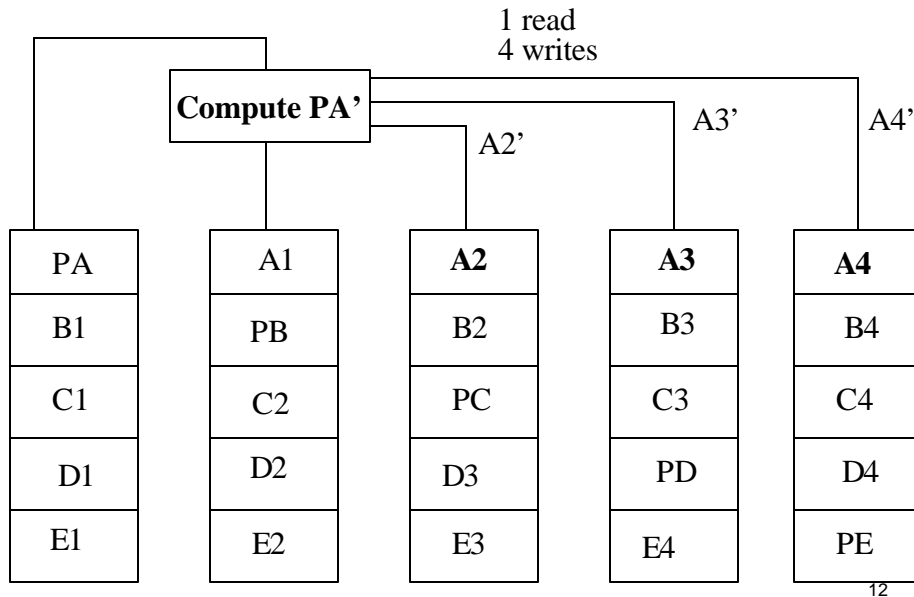 1 read
4 writes
Compute PA’
A2’
A3’
A4’
PA A1 A2 A3 A4
B1 PB B2 B3 B4
C1 C2 PC C3 C4
D1 D2 D3 PD D4
E1 E2 E3 E4 PE
12